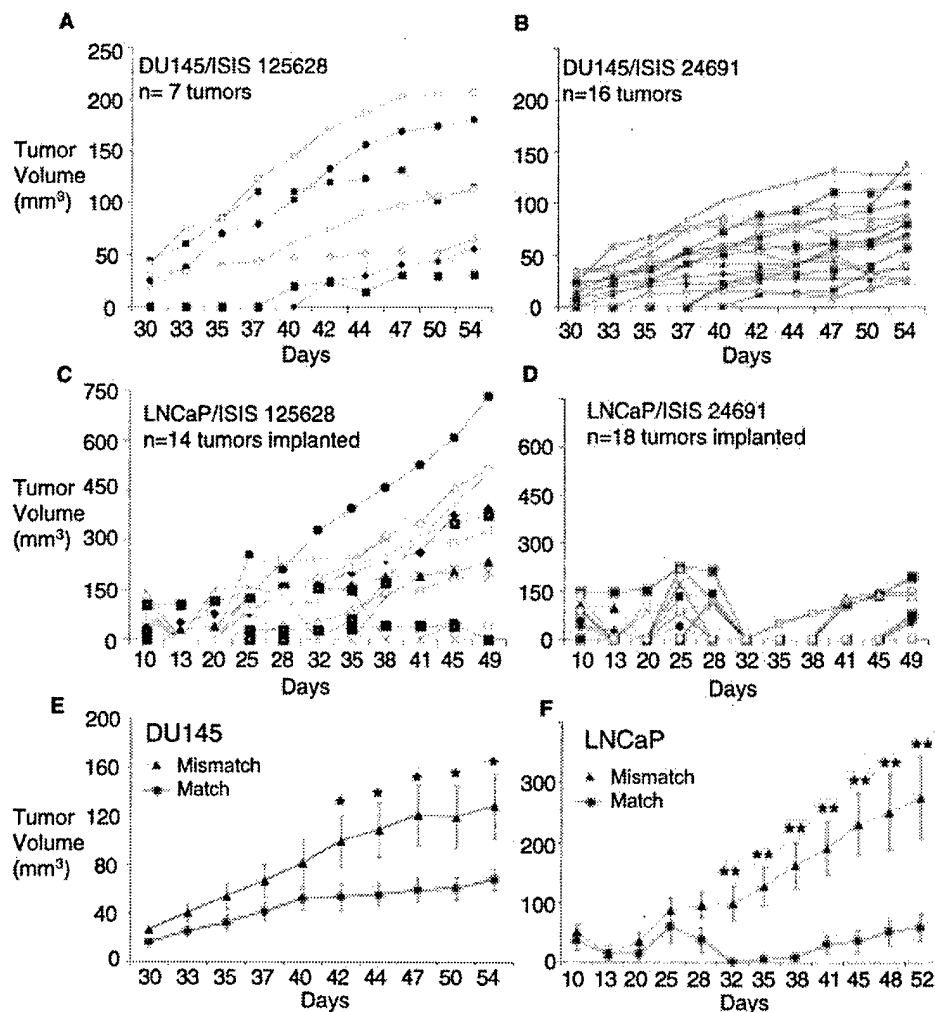 A
250
DU145/ISIS 125628
n= 7 tumors
200
Tumor
Volume
(mm³)
150
100
50
0
30 33 35 37 40 42 44 47 50 54
Days
B
DU145/ISIS 24691
n=16 tumors
200
150
100
50
0
30 33 35 37 40 42 44 47 50 54
Days
C
750
LNCaP/ISIS 125628
n=14 tumors implanted
600
Tumor
Volume
(mm³)
450
300
150
0
10 13 20 25 28 32 35 38 41 45 49
Days
D
LNCaP/ISIS 24691
n=18 tumors implanted
600
450
300
150
0
10 13 20 25 28 32 35 38 41 45 49
Days
E
200
DU145
160
Mismatch
Match
Tumor
Volume
(mm³)
120
80
40
0
30 33 35 37 40 42 44 47 50 54
Days
F
LNCaP
300
Mismatch
Match
200
100
0
10 13 20 25 28 32 35 38 41 45 48 52
Days